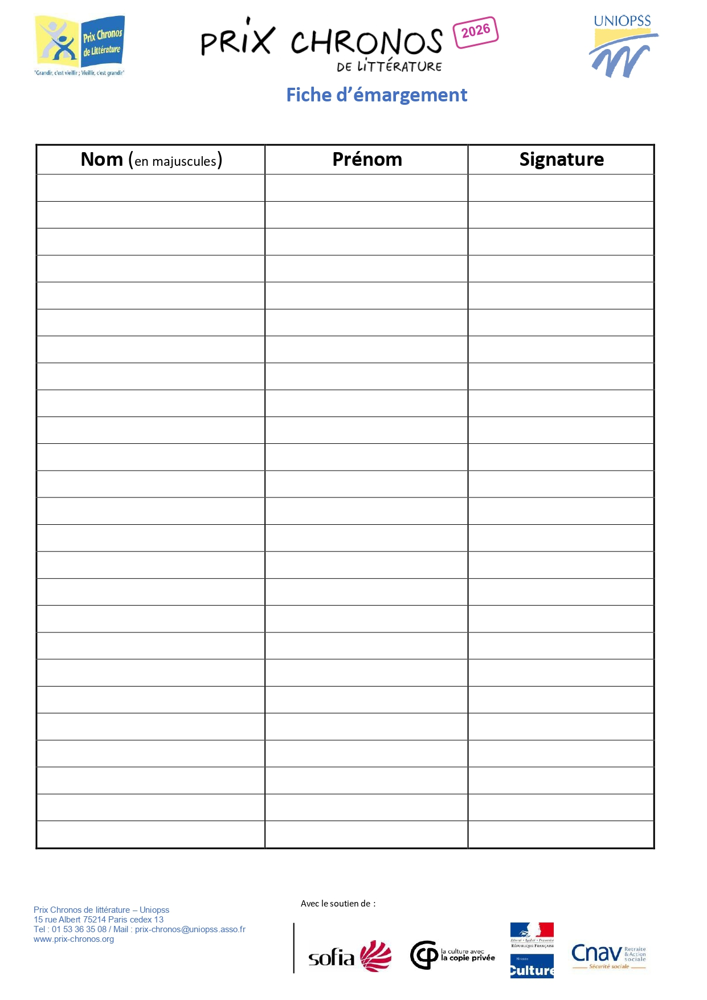 Prix Chronos
de Littérature
"Grandir, c'est vieillir ; Vieillir, c'est grandir"
PRiX CHRONOS
DE LiTTÉRATURE
2026
UNIOPSS
Fiche d’émargement
Nom (en majuscules)
Prénom
Signature
Prix Chronos de littérature – Uniopss
15 rue Albert 75214 Paris cedex 13
Tel : 01 53 36 35 08 / Mail : prix-chronos@uniopss.asso.fr
www.prix-chronos.org
Avec le soutien de :
sofia
la culture avec
la copie privée
Liberté • Égalité • Fraternité
RÉPUBLIQUE FRANÇAISE
Ministère
Culture
Cnav
Retraite
& Action
sociale
Sécurité sociale